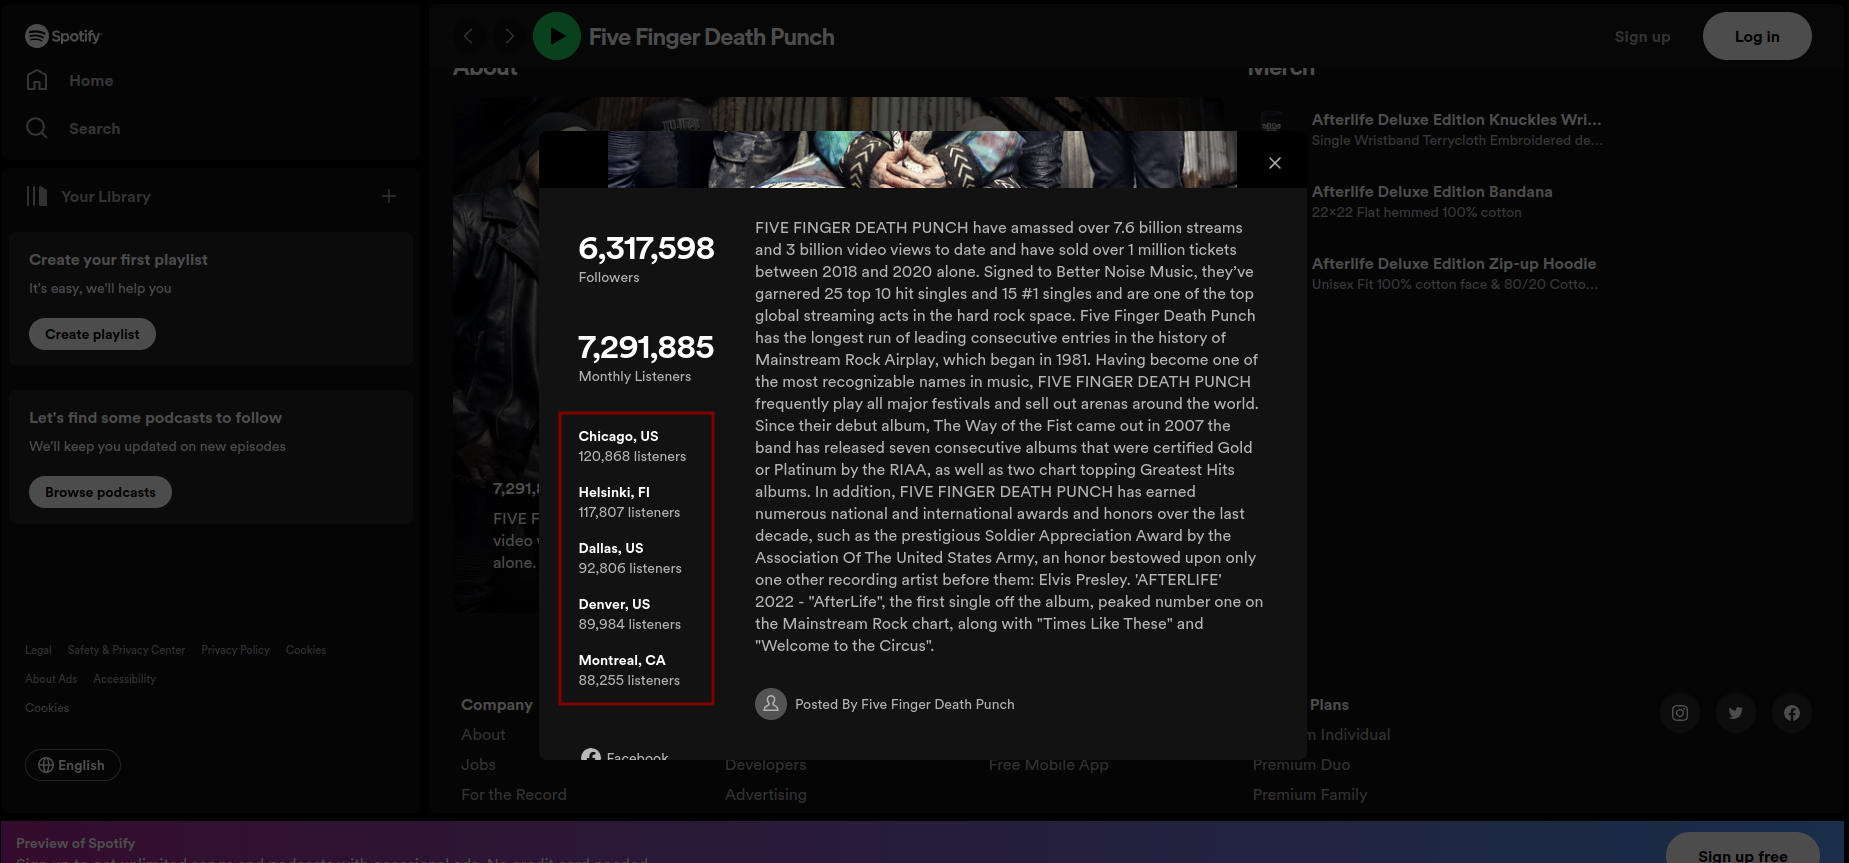 Spotify
Home
Search
Your Library
Create your first playlist
It's easy, we'll help you
Create playlist
Let's find some podcasts to follow
We'll keep you updated on new episodes
Browse podcasts
Legal Safety & Privacy Center Privacy Policy Cookies
About Ads Accessibility
Cookies
English
Five Finger Death Punch
Sign up
Log in
About
Merch
Afterlife Deluxe Edition Knuckles Wri...
Single Wristband Terrycloth Embroidered de...
Afterlife Deluxe Edition Bandana
22x22 Flat hemmed 100% cotton
Afterlife Deluxe Edition Zip-up Hoodie
Unisex Fit 100% cotton face & 80/20 Cotto...
6,317,598
Followers
7,291,885
Monthly Listeners
Chicago, US
120,868 listeners
Helsinki, FI
117,807 listeners
Dallas, US
92,806 listeners
Denver, US
89,984 listeners
Montreal, CA
88,255 listeners
Facebook
FIVE FINGER DEATH PUNCH have amassed over 7.6 billion streams
and 3 billion video views to date and have sold over 1 million tickets
between 2018 and 2020 alone. Signed to Better Noise Music, they’ve
garnered 25 top 10 hit singles and 15 #1 singles and are one of the top
global streaming acts in the hard rock space. Five Finger Death Punch
has the longest run of leading consecutive entries in the history of
Mainstream Rock Airplay, which began in 1981. Having become one of
the most recognizable names in music, FIVE FINGER DEATH PUNCH
frequently play all major festivals and sell out arenas around the world.
Since their debut album, The Way of the Fist came out in 2007 the
band has released seven consecutive albums that were certified Gold
or Platinum by the RIAA, as well as two chart topping Greatest Hits
albums. In addition, FIVE FINGER DEATH PUNCH has earned
numerous national and international awards and honors over the last
decade, such as the prestigious Soldier Appreciation Award by the
Association Of The United States Army, an honor bestowed upon only
one other recording artist before them: Elvis Presley. 'AFTERLIFE'
2022 - "AfterLife", the first single off the album, peaked number one on
the Mainstream Rock chart, along with "Times Like These" and
"Welcome to the Circus".
Posted By Five Finger Death Punch
7,291,8
FIVE F
video v
alone.
Company
About
Jobs
For the Record
Developers
Advertising
Free Mobile App
Plans
Individual
Premium Duo
Premium Family
Preview of Spotify
Sign up to get unlimited songs and podcasts with occasional ads. No credit card needed.
Sign up free